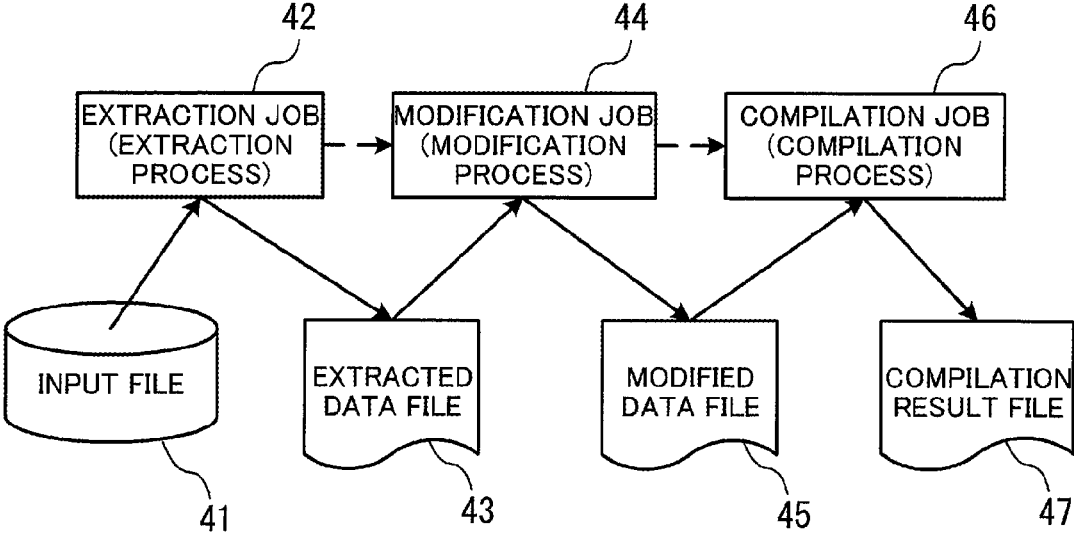 42
44
46
EXTRACTION JOB
(EXTRACTION
PROCESS)
MODIFICATION JOB
(MODIFICATION
PROCESS)
COMPILATION JOB
(COMPILATION
PROCESS)
INPUT FILE
EXTRACTED
DATA FILE
MODIFIED
DATA FILE
COMPILATION
RESULT FILE
41
43
45
47